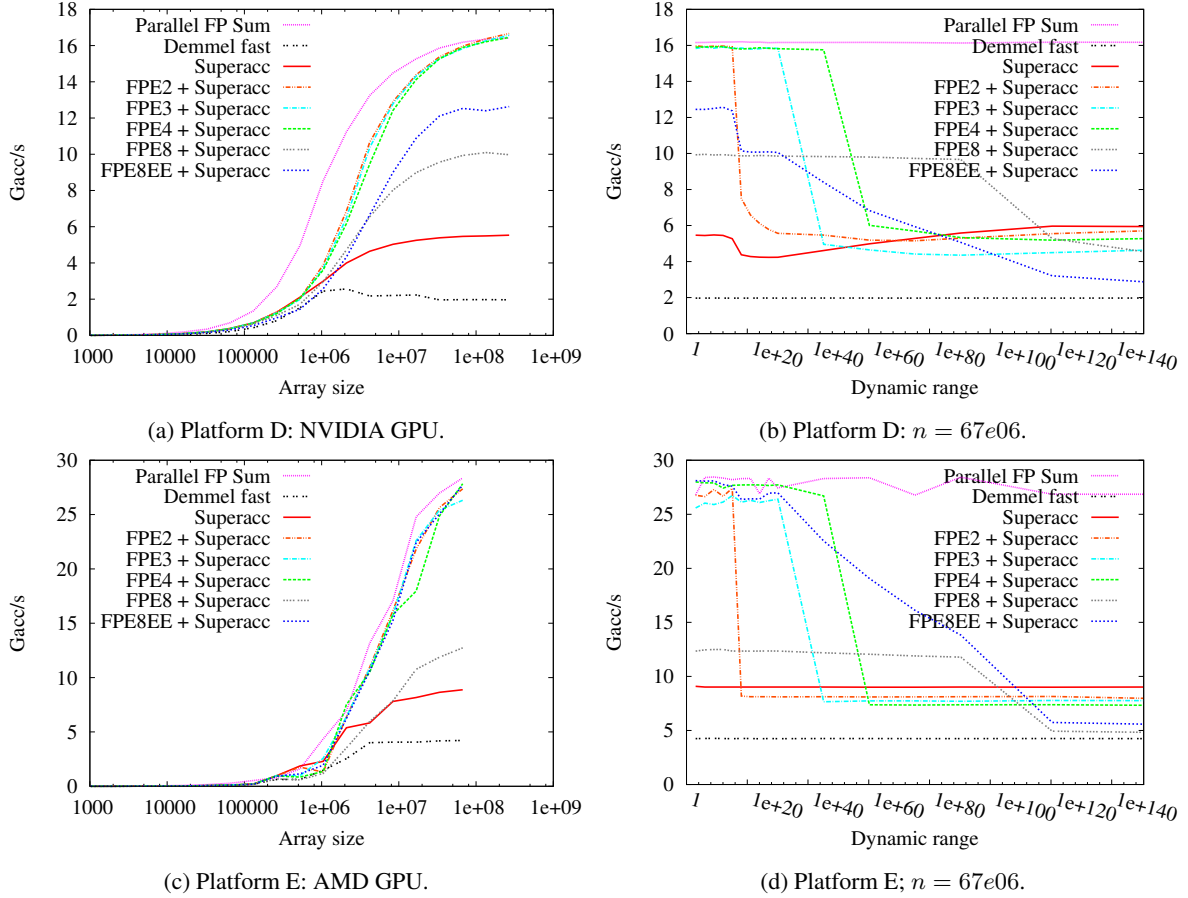 18
16
14
12
10
8
6
4
2
0
Gacc/s
1000 10000 100000 1e+06 1e+07 1e+08 1e+09
Array size
Parallel FP Sum
Demmel fast
Superacc
FPE2 + Superacc
FPE3 + Superacc
FPE4 + Superacc
FPE8 + Superacc
FPE8EE + Superacc
(a) Platform D: NVIDIA GPU.
18
16
14
12
10
8
6
4
2
0
Gacc/s
1 1e+20 1e+40 1e+60 1e+80 1e+100 1e+120 1e+140
Dynamic range
Parallel FP Sum
Demmel fast
Superacc
FPE2 + Superacc
FPE3 + Superacc
FPE4 + Superacc
FPE8 + Superacc
FPE8EE + Superacc
(b) Platform D: n = 67e06.
30
25
20
15
10
5
0
Gacc/s
1000 10000 100000 1e+06 1e+07 1e+08 1e+09
Array size
Parallel FP Sum
Demmel fast
Superacc
FPE2 + Superacc
FPE3 + Superacc
FPE4 + Superacc
FPE8 + Superacc
FPE8EE + Superacc
(c) Platform E: AMD GPU.
30
25
20
15
10
5
0
Gacc/s
1 1e+20 1e+40 1e+60 1e+80 1e+100 1e+120 1e+140
Dynamic range
Parallel FP Sum
Demmel fast
Superacc
FPE2 + Superacc
FPE3 + Superacc
FPE4 + Superacc
FPE8 + Superacc
FPE8EE + Superacc
(d) Platform E; n = 67e06.